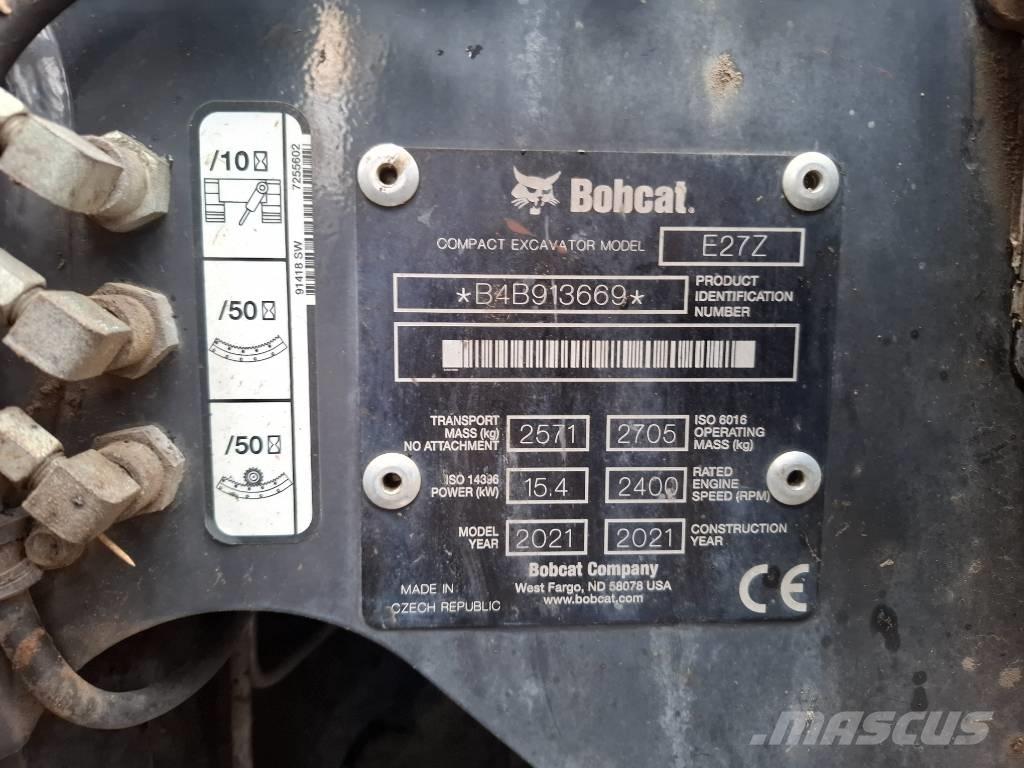 /10
/50
/50
7255602
91418 SW
Bobcat.
COMPACT EXCAVATOR MODEL E27Z
*B4B913669* PRODUCT
IDENTIFICATION
NUMBER
TRANSPORT
MASS (kg)
NO ATTACHMENT
2571
2705
ISO 6016
OPERATING
MASS (kg)
ISO 14396
POWER (kW)
15.4
2400
RATED
ENGINE
SPEED (RPM)
MODEL
YEAR
2021
2021
CONSTRUCTION
YEAR
Bobcat Company
West Fargo, ND 58078 USA
www.bobcat.com
MADE IN
CZECH REPUBLIC
CE
MASCUS